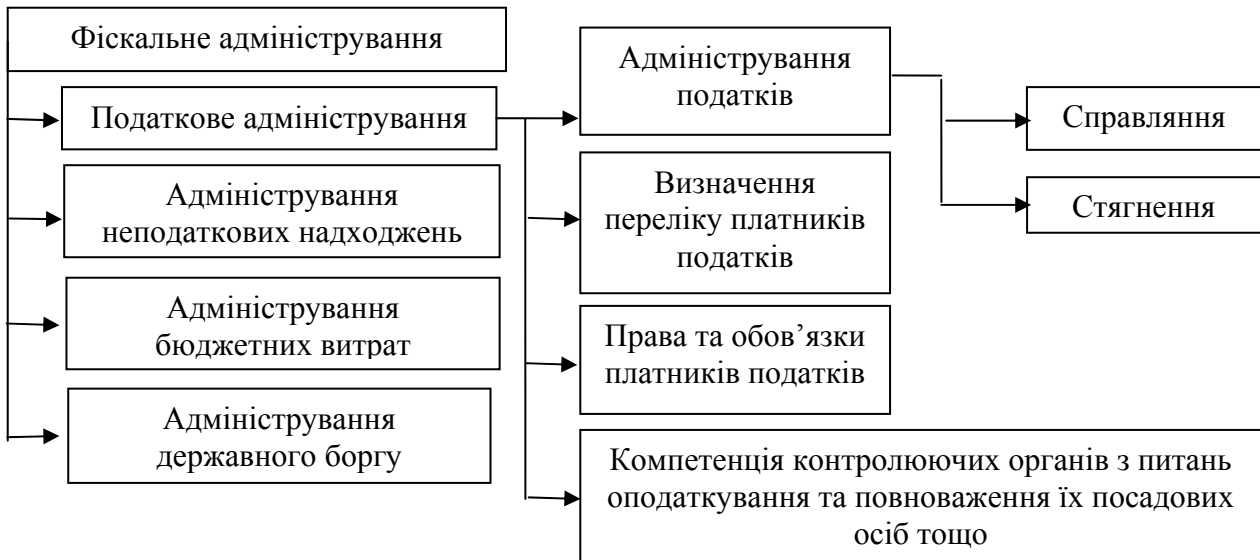 Фіскальне адміністрування
Податкове адміністрування
Адміністрування
неподаткових надходжень
Адміністрування
бюджетних витрат
Адміністрування
державного боргу
Адміністрування
податків
Визначення
переліку платників
податків
Права та обов’язки
платників податків
Компетенція контролюючих органів з питань
оподаткування та повноваження їх посадових
осіб тощо
Справляння
Стягнення